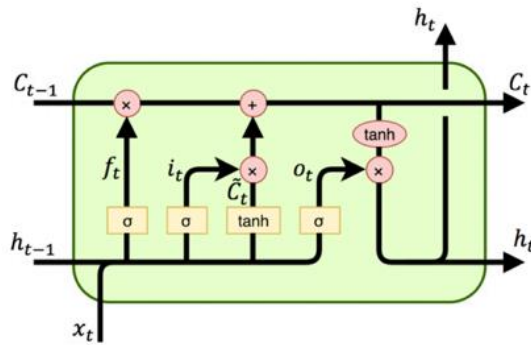 h_t
C_{t-1} × + C_t
tanh
f_t i_t × o_t ×
C̃_t
σ σ tanh σ
h_{t-1} h_t
x_t